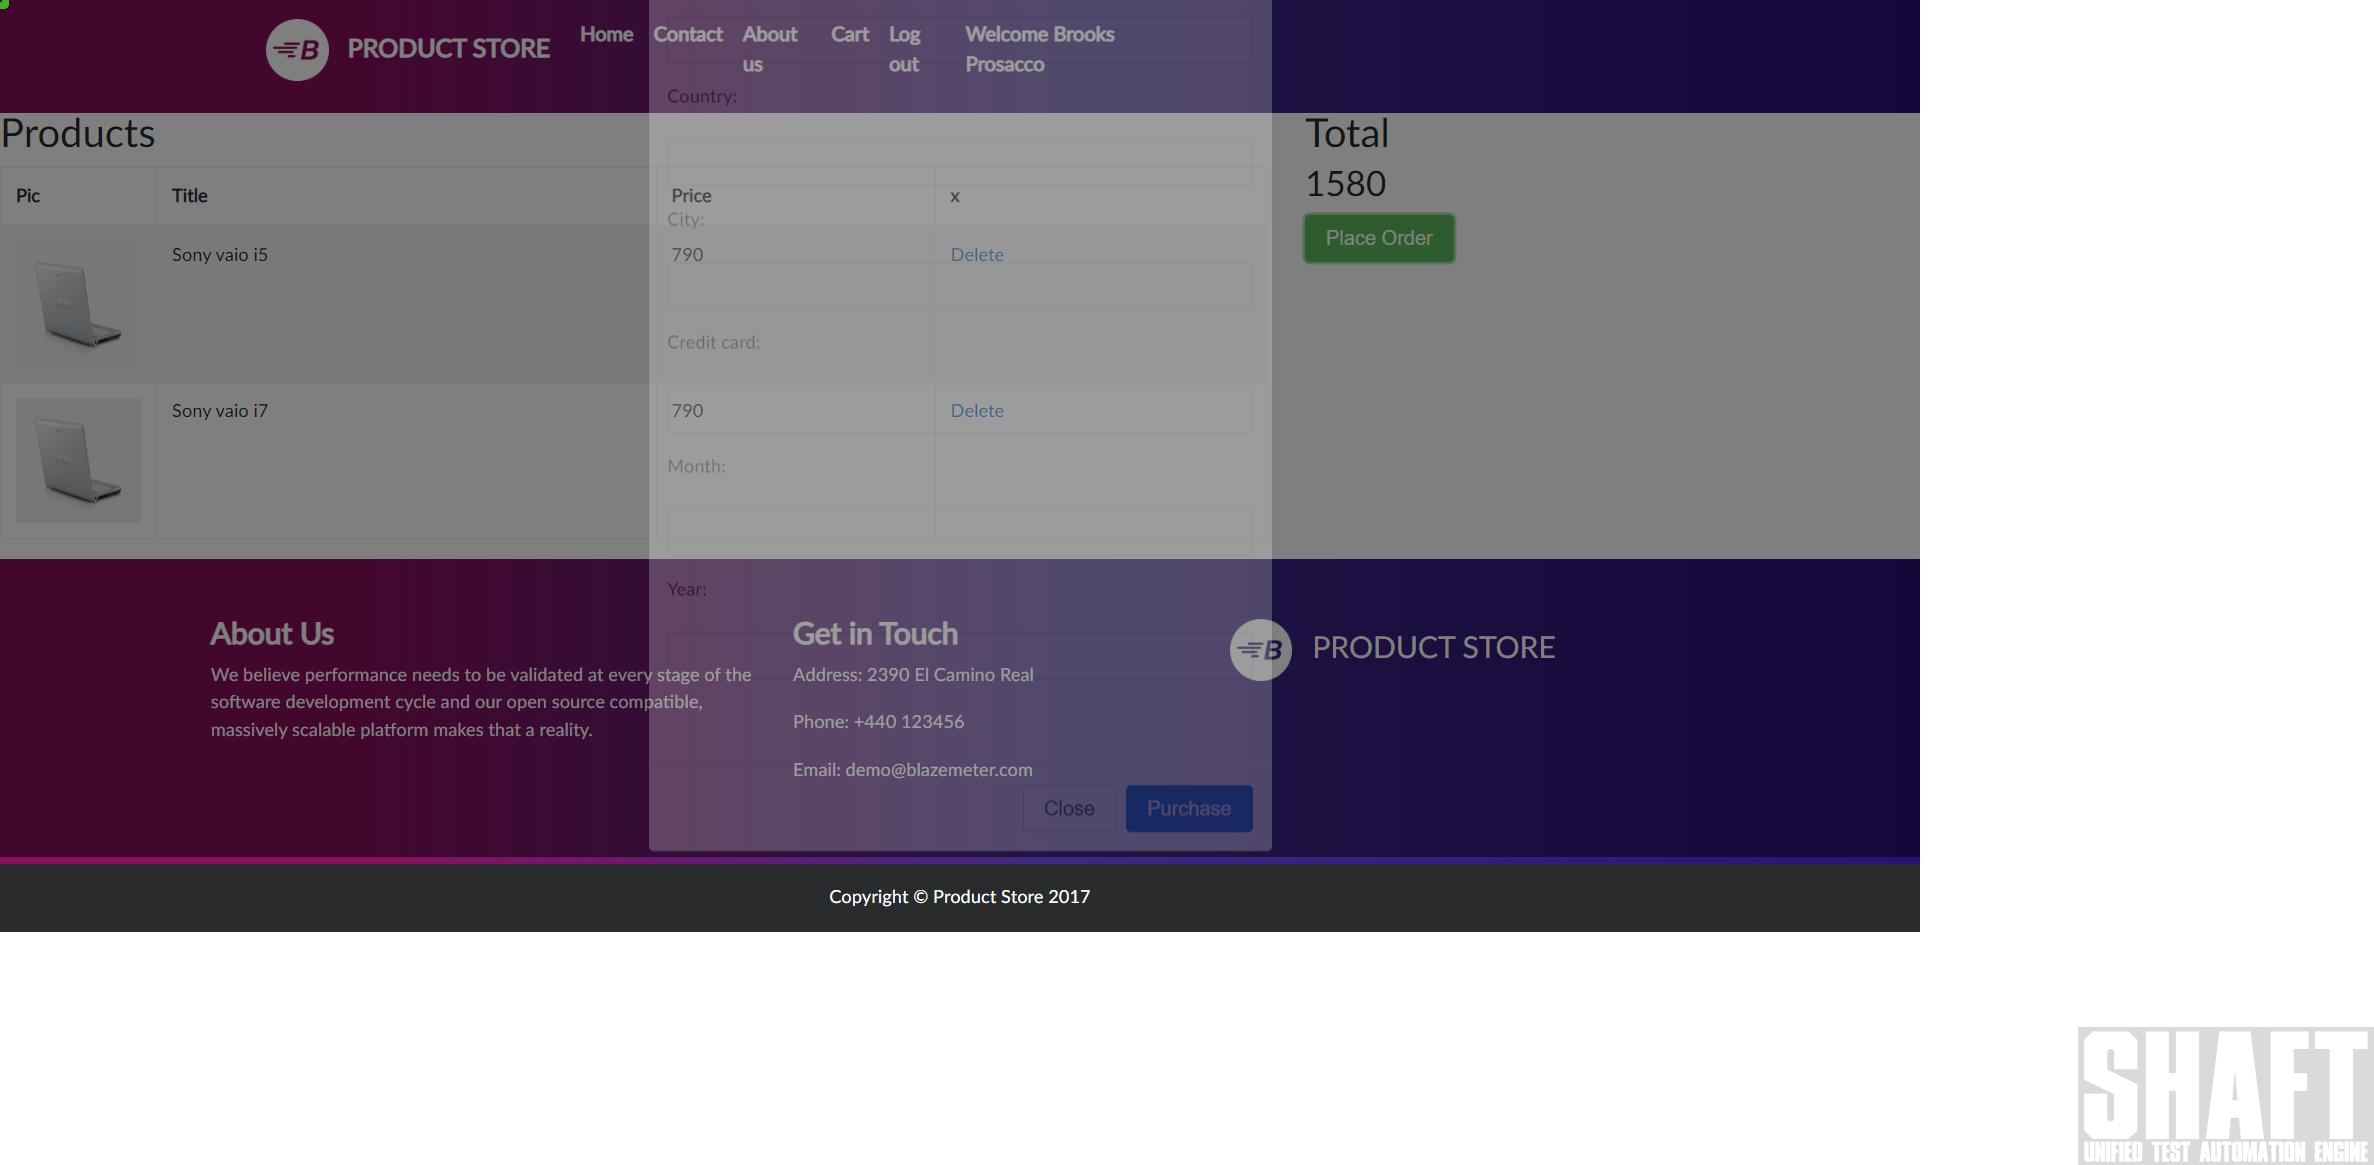 B PRODUCT STORE Home Contact About us Cart Log out Welcome Brooks Prosacco
Country:
Products
Total
Pic Title Price x
1580
City:
Place Order
Sony vaio i5 790 Delete
Credit card:
Sony vaio i7 790 Delete
Month:
Year:
About Us
We believe performance needs to be validated at every stage of the
software development cycle and our open source compatible,
massively scalable platform makes that a reality.
Get in Touch
Address: 2390 El Camino Real
Phone: +440 123456
Email: demo@blazemeter.com
B PRODUCT STORE
Close Purchase
Copyright © Product Store 2017
SHAFT
UNIFIED TEST AUTOMATION ENGINE